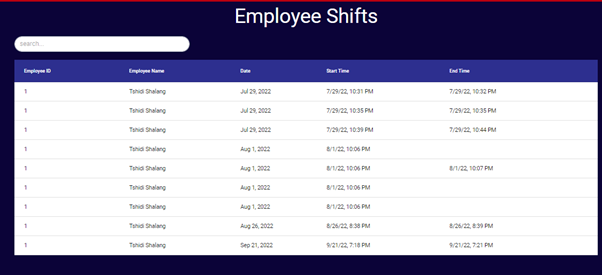 Employee Shifts
search...
Employee ID Employee Name Date Start Time End Time
1 Tshidi Shalang Jul 29, 2022 7/29/22, 10:31 PM 7/29/22, 10:32 PM
1 Tshidi Shalang Jul 29, 2022 7/29/22, 10:35 PM 7/29/22, 10:35 PM
1 Tshidi Shalang Jul 29, 2022 7/29/22, 10:39 PM 7/29/22, 10:44 PM
1 Tshidi Shalang Aug 1, 2022 8/1/22, 10:06 PM
1 Tshidi Shalang Aug 1, 2022 8/1/22, 10:06 PM 8/1/22, 10:07 PM
1 Tshidi Shalang Aug 1, 2022 8/1/22, 10:06 PM
1 Tshidi Shalang Aug 1, 2022 8/1/22, 10:06 PM
1 Tshidi Shalang Aug 26, 2022 8/26/22, 8:38 PM 8/26/22, 8:39 PM
1 Tshidi Shalang Sep 21, 2022 9/21/22, 7:18 PM 9/21/22, 7:21 PM